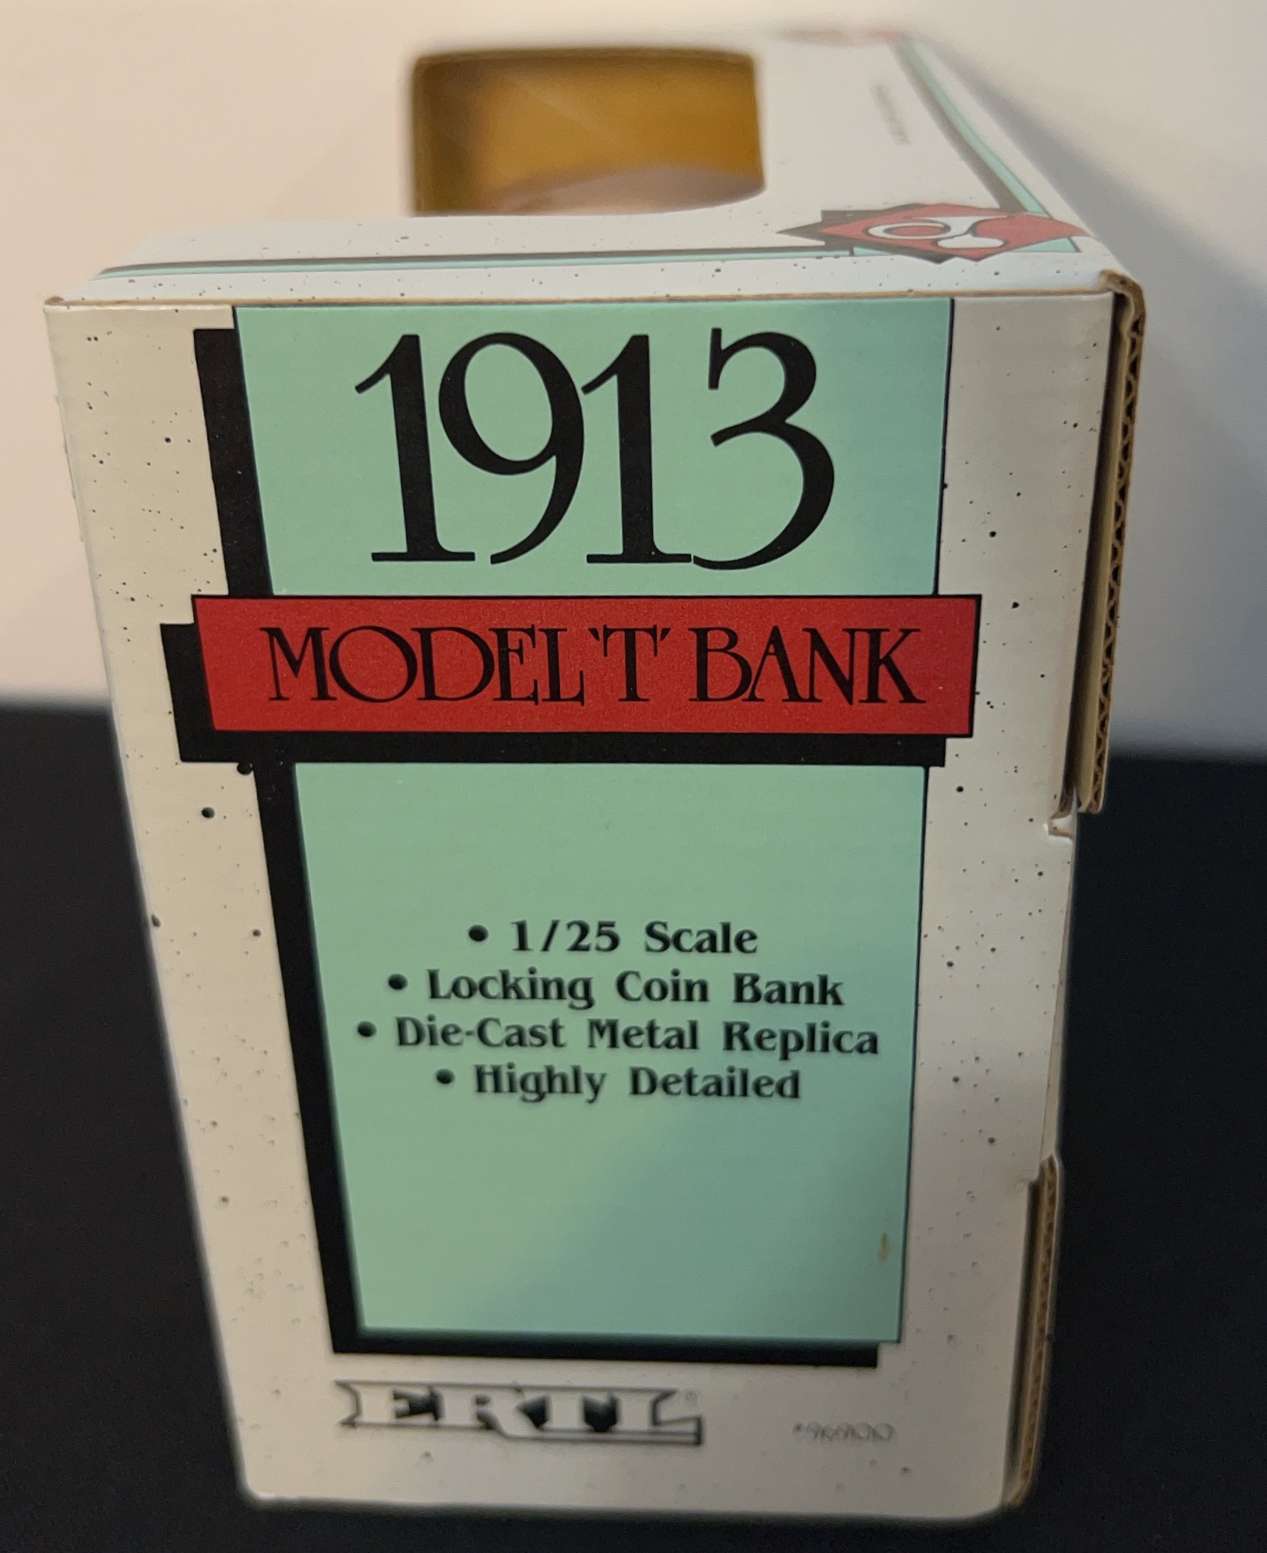 1913
MODEL 'T' BANK
• 1/25 Scale
• Locking Coin Bank
• Die-Cast Metal Replica
• Highly Detailed
ERTL®